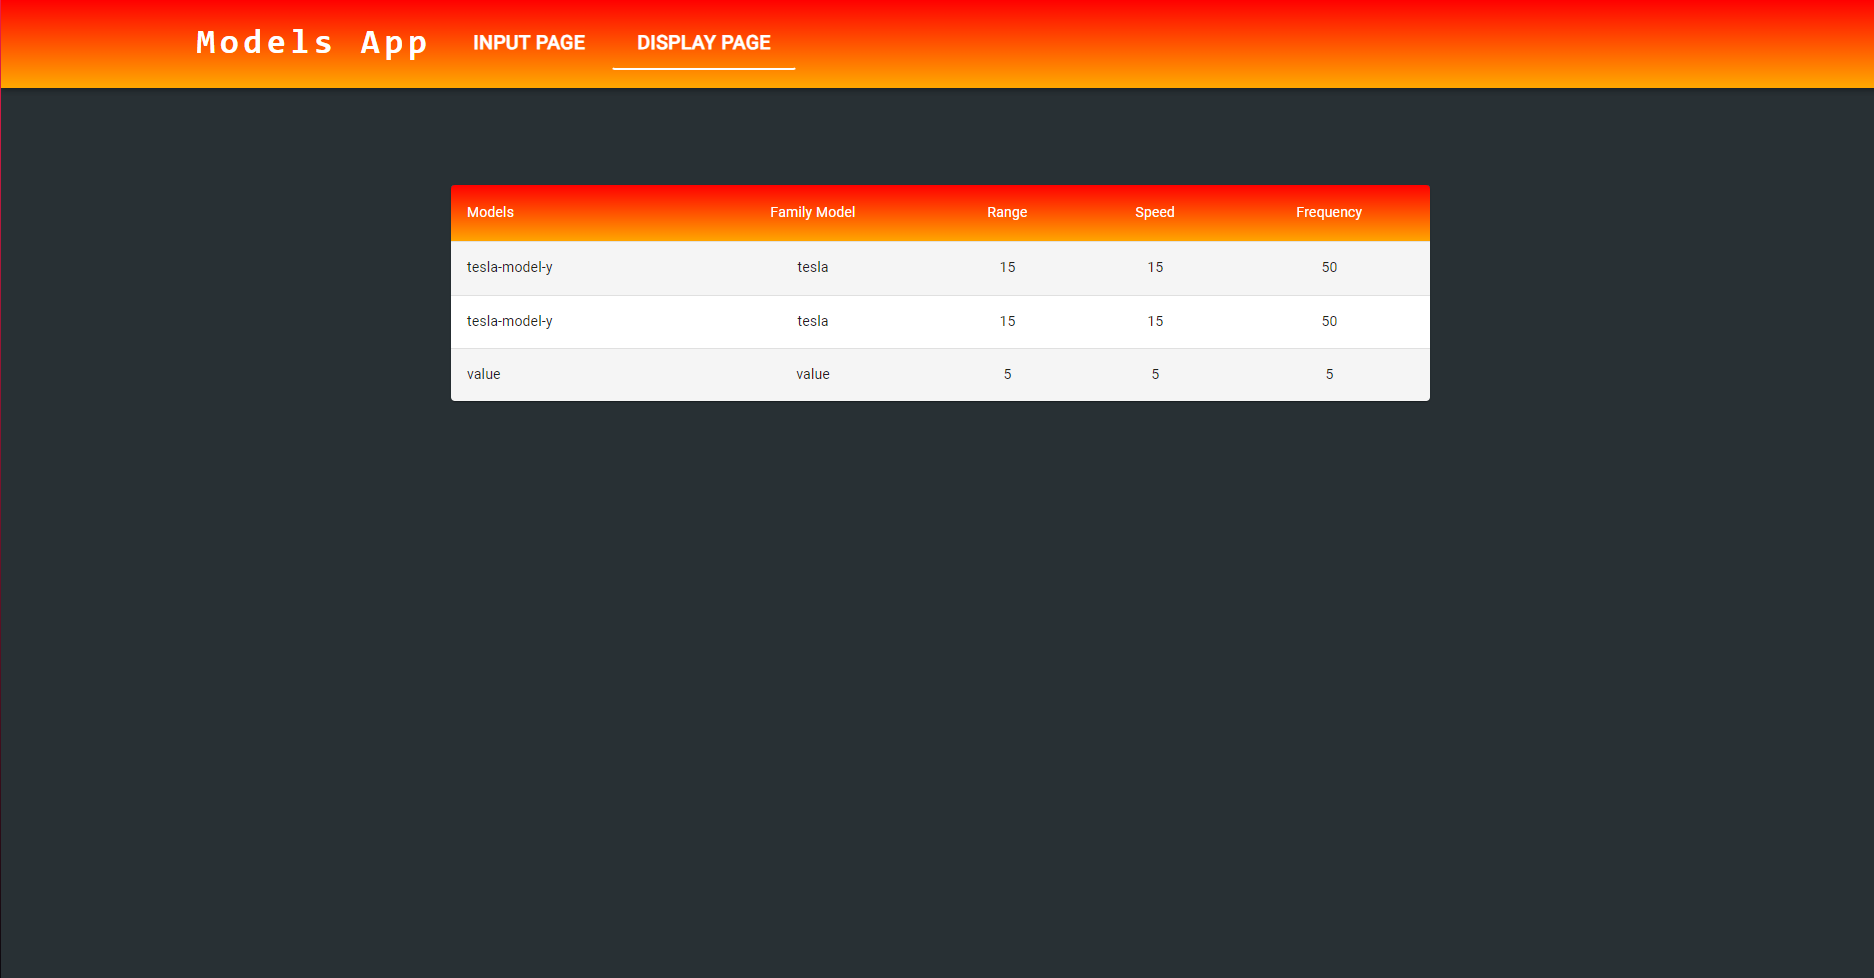 Models App INPUT PAGE DISPLAY PAGE
Models Family Model Range Speed Frequency
tesla-model-y tesla 15 15 50
tesla-model-y tesla 15 15 50
value value 5 5 5